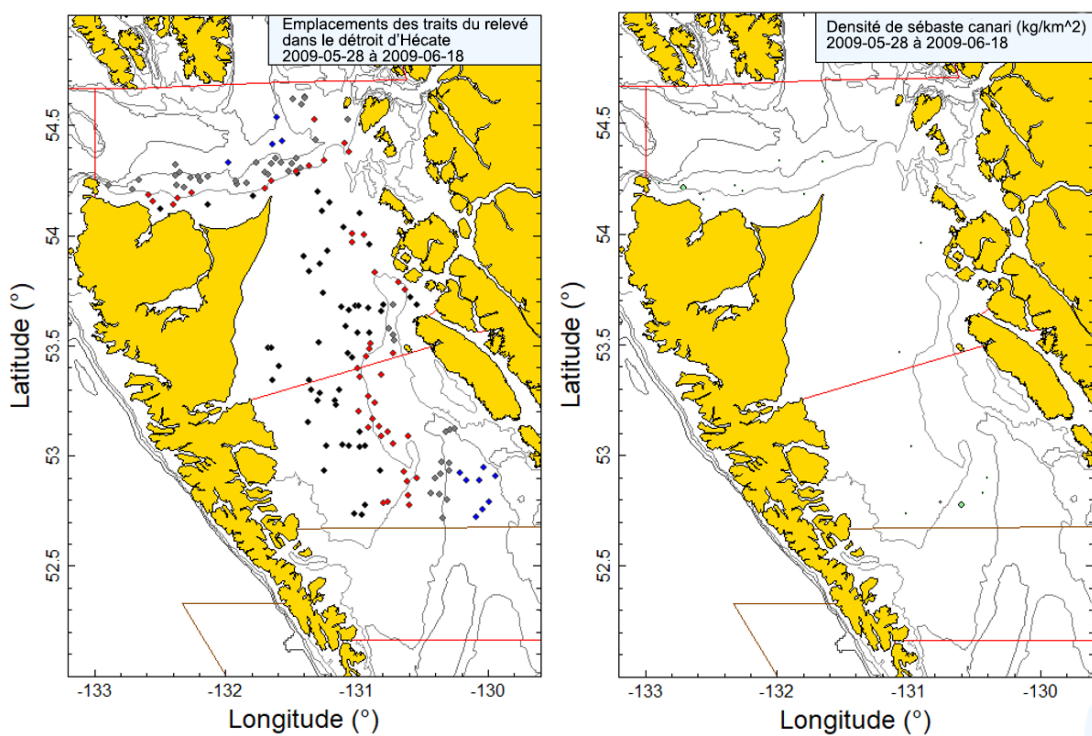 Emplacements des traits du relevé
dans le détroit d'Hécate
2009-05-28 à 2009-06-18
54.5
54
53.5
53
52.5
Latitude (°)
-133
-132
-131
-130
Longitude (°)
Densité de sébaste canari (kg/km^2)
2009-05-28 à 2009-06-18
54.5
54
53.5
53
52.5
Latitude (°)
-133
-132
-131
-130
Longitude (°)